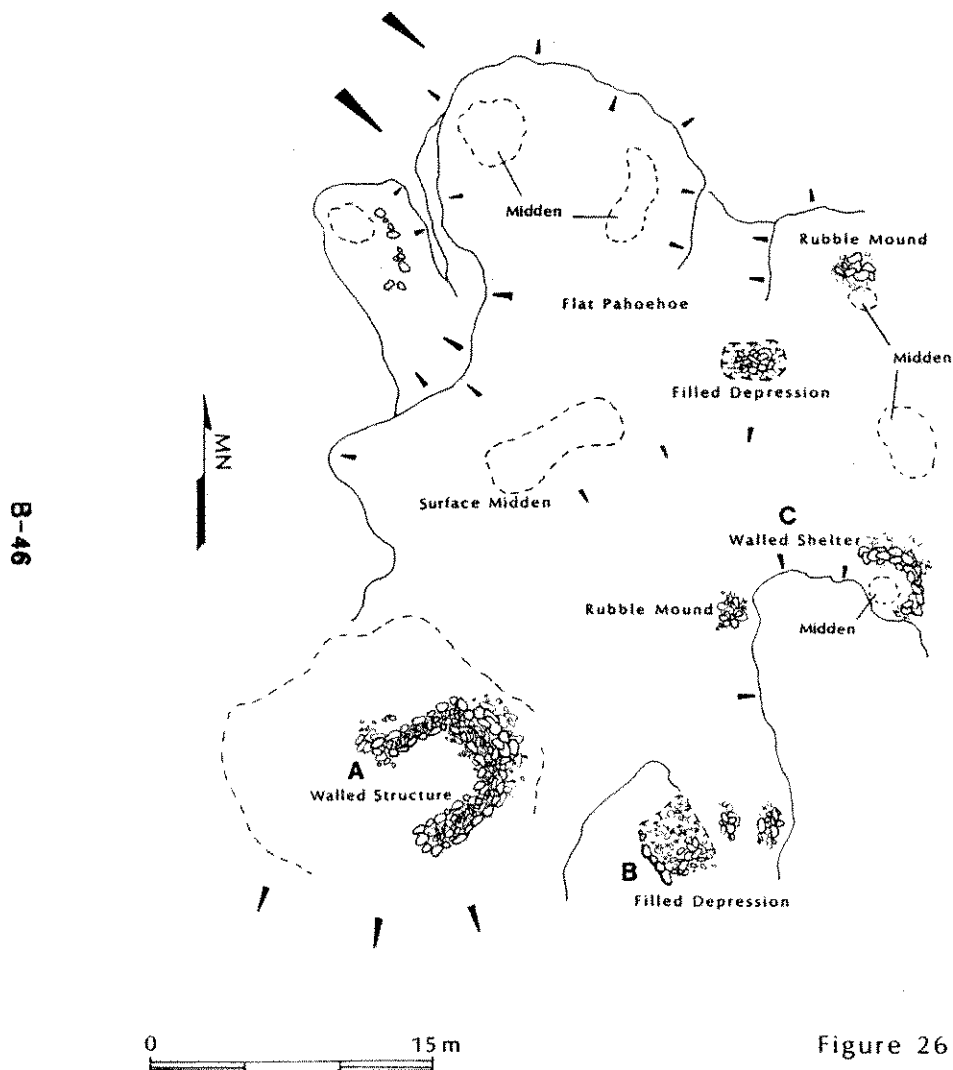 Midden
Rubble Mound
Flat Pahoehoe
Midden
Filled Depression
MN
Surface Midden
C
Walled Shelter
B-46
Rubble Mound
Midden
A
Walled Structure
B
Filled Depression
0 15 m
Figure 26